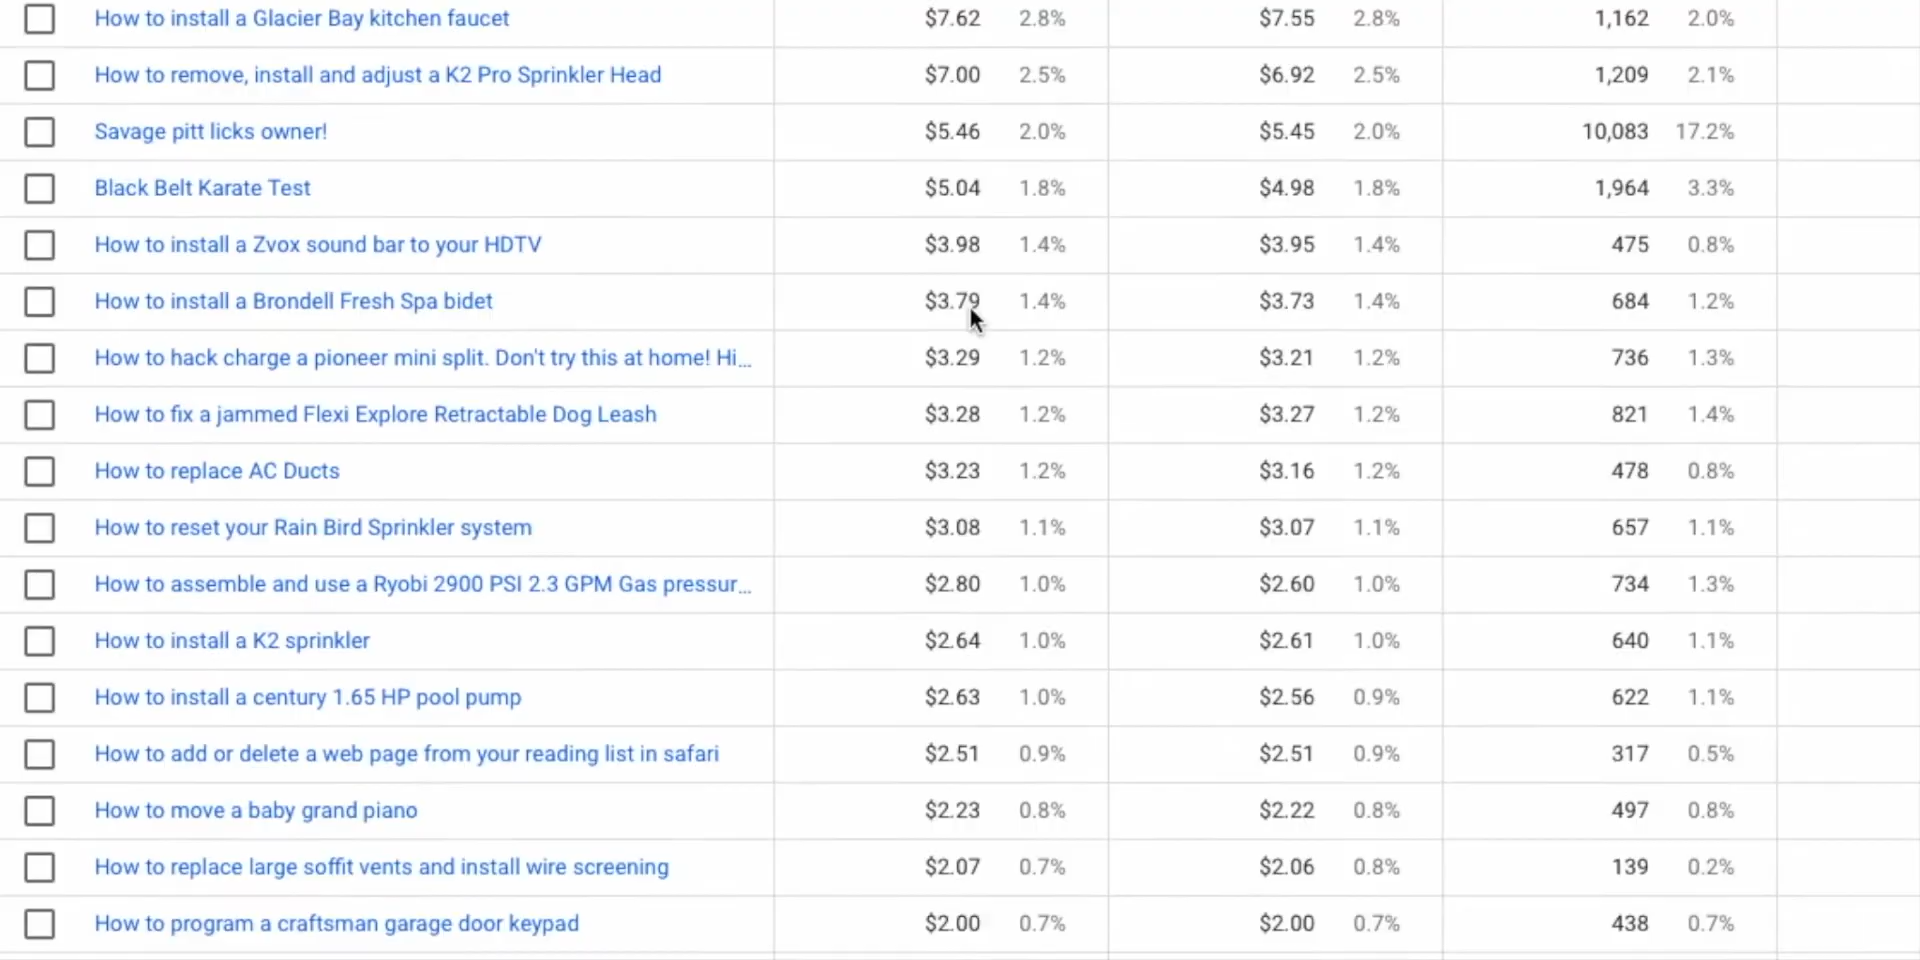 How to install a Glacier Bay kitchen faucet $7.62 2.8% $7.55 2.8% 1,162 2.0%
How to remove, install and adjust a K2 Pro Sprinkler Head $7.00 2.5% $6.92 2.5% 1,209 2.1%
Savage pitt licks owner! $5.46 2.0% $5.45 2.0% 10,083 17.2%
Black Belt Karate Test $5.04 1.8% $4.98 1.8% 1,964 3.3%
How to install a Zvox sound bar to your HDTV $3.98 1.4% $3.95 1.4% 475 0.8%
How to install a Brondell Fresh Spa bidet $3.79 1.4% $3.73 1.4% 684 1.2%
How to hack charge a pioneer mini split. Don't try this at home! Hi... $3.29 1.2% $3.21 1.2% 736 1.3%
How to fix a jammed Flexi Explore Retractable Dog Leash $3.28 1.2% $3.27 1.2% 821 1.4%
How to replace AC Ducts $3.23 1.2% $3.16 1.2% 478 0.8%
How to reset your Rain Bird Sprinkler system $3.08 1.1% $3.07 1.1% 657 1.1%
How to assemble and use a Ryobi 2900 PSI 2.3 GPM Gas pressur... $2.80 1.0% $2.60 1.0% 734 1.3%
How to install a K2 sprinkler $2.64 1.0% $2.61 1.0% 640 1.1%
How to install a century 1.65 HP pool pump $2.63 1.0% $2.56 0.9% 622 1.1%
How to add or delete a web page from your reading list in safari $2.51 0.9% $2.51 0.9% 317 0.5%
How to move a baby grand piano $2.23 0.8% $2.22 0.8% 497 0.8%
How to replace large soffit vents and install wire screening $2.07 0.7% $2.06 0.8% 139 0.2%
How to program a craftsman garage door keypad $2.00 0.7% $2.00 0.7% 438 0.7%